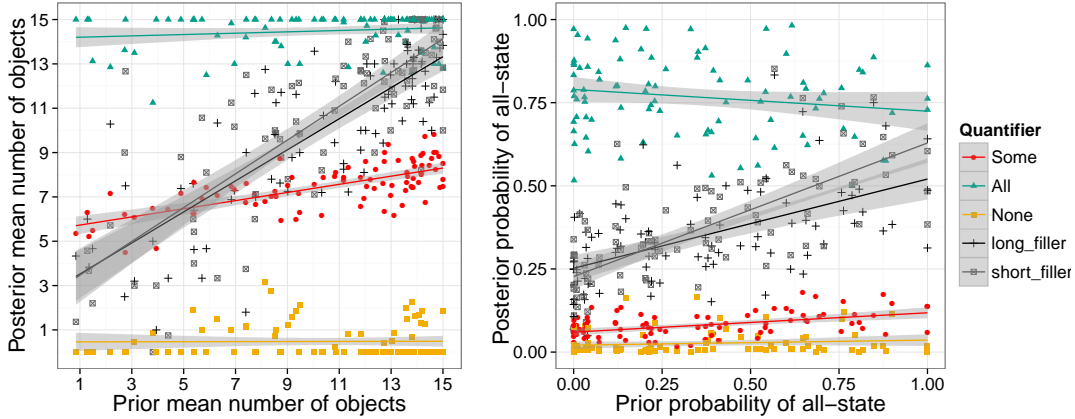 15
13
11
9
7
5
3
1
Posterior mean number of objects
1 3 5 7 9 11 13 15
Prior mean number of objects
1.00
0.75
0.50
0.25
0.00
Posterior probability of all−state
0.00 0.25 0.50 0.75 1.00
Prior probability of all−state
Quantifier
Some
All
None
long_filler
short_filler